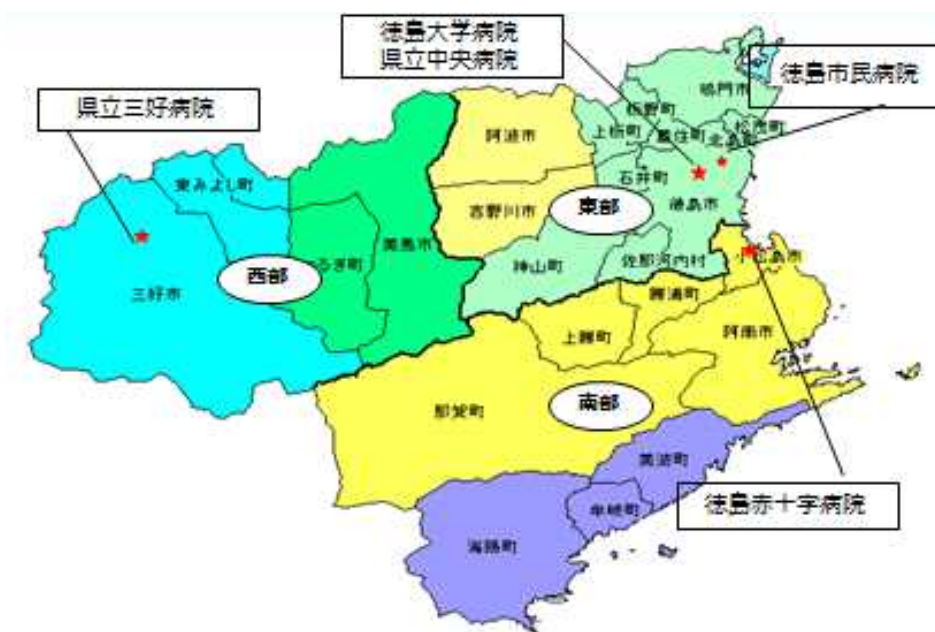 徳島大学病院
県立中央病院
徳島市民病院
県立三好病院
鳴門市
板野町
松茂町
阿波市
上板町
藍住町
北島町
東みよし町
石井町
徳島市
吉野川市
東部
美馬市
つるぎ町
神山町
佐那河内村
小松島市
西部
三好市
勝浦町
上勝町
阿南市
那賀町
南部
美波町
徳島赤十字病院
牟岐町
海陽町